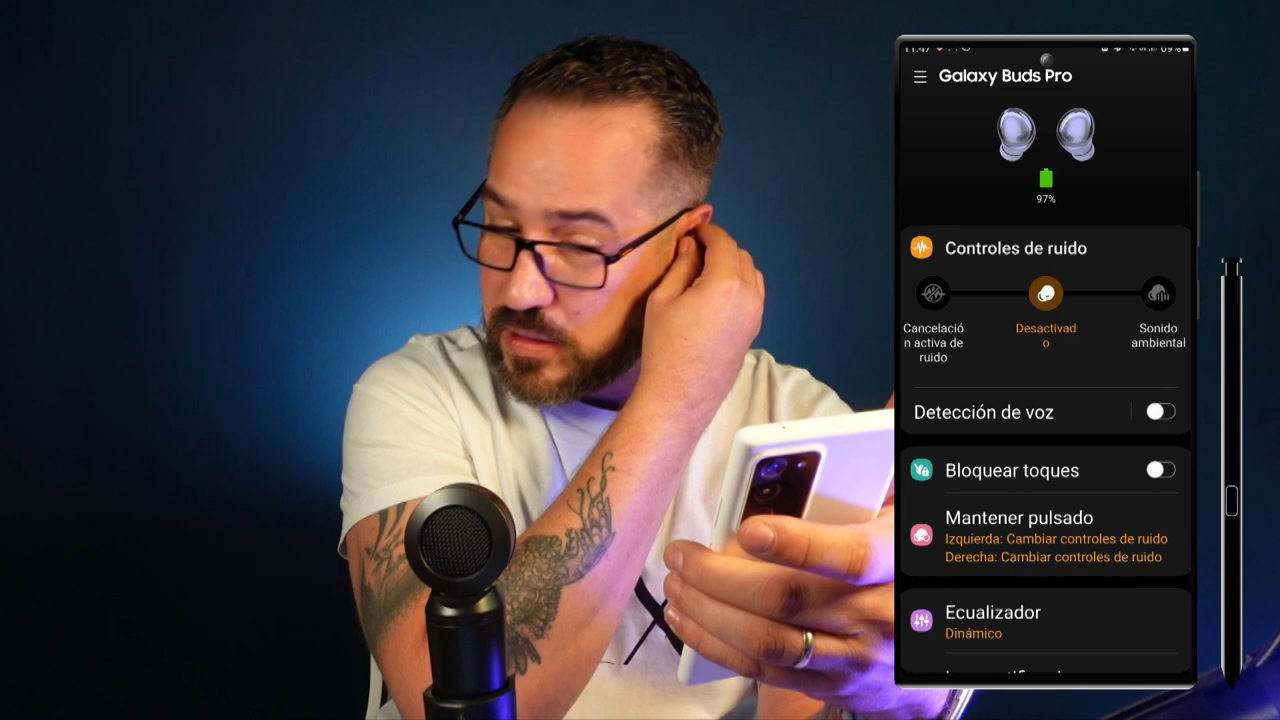 Galaxy Buds Pro
97%
Controles de ruido
Cancelació
n activa de
ruido
Desactivad
o
Sonido
ambiental
Detección de voz
Bloquear toques
Mantener pulsado
Izquierda: Cambiar controles de ruido
Derecha: Cambiar controles de ruido
Ecualizador
Dinámico